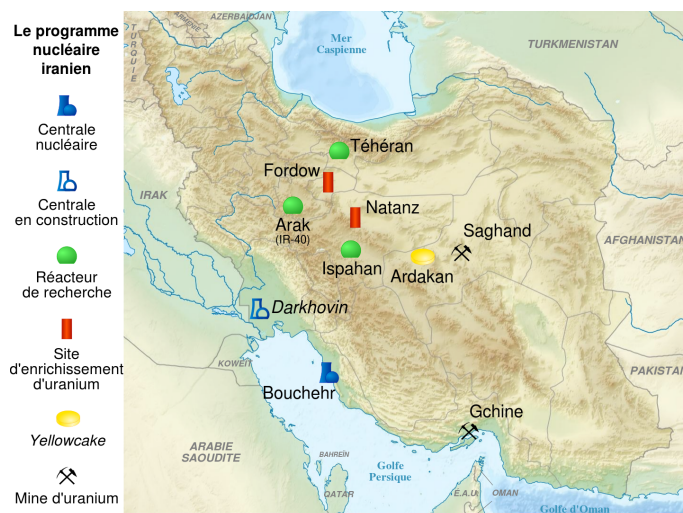 Le programme
nucléaire
iranien
Centrale
nucléaire
Centrale
en construction
Réacteur
de recherche
Site
d'enrichissement
d'uranium
Yellowcake
Mine d'uranium
AZERBAÏDJAN
TURQUIE
Mer
Caspienne
TURKMENISTAN
Téhéran
Fordow
IRAK
Arak
(IR-40)
Natanz
Saghand
AFGHANISTAN
Ispahan
Ardakan
Darkhovin
KOWEÏT
Bouchehr
PAKISTAN
Gchine
ARABIE
SAOUDITE
BAHREÏN
Golfe
Persique
QATAR
E.A.U.
OMAN
Golfe d'Oman